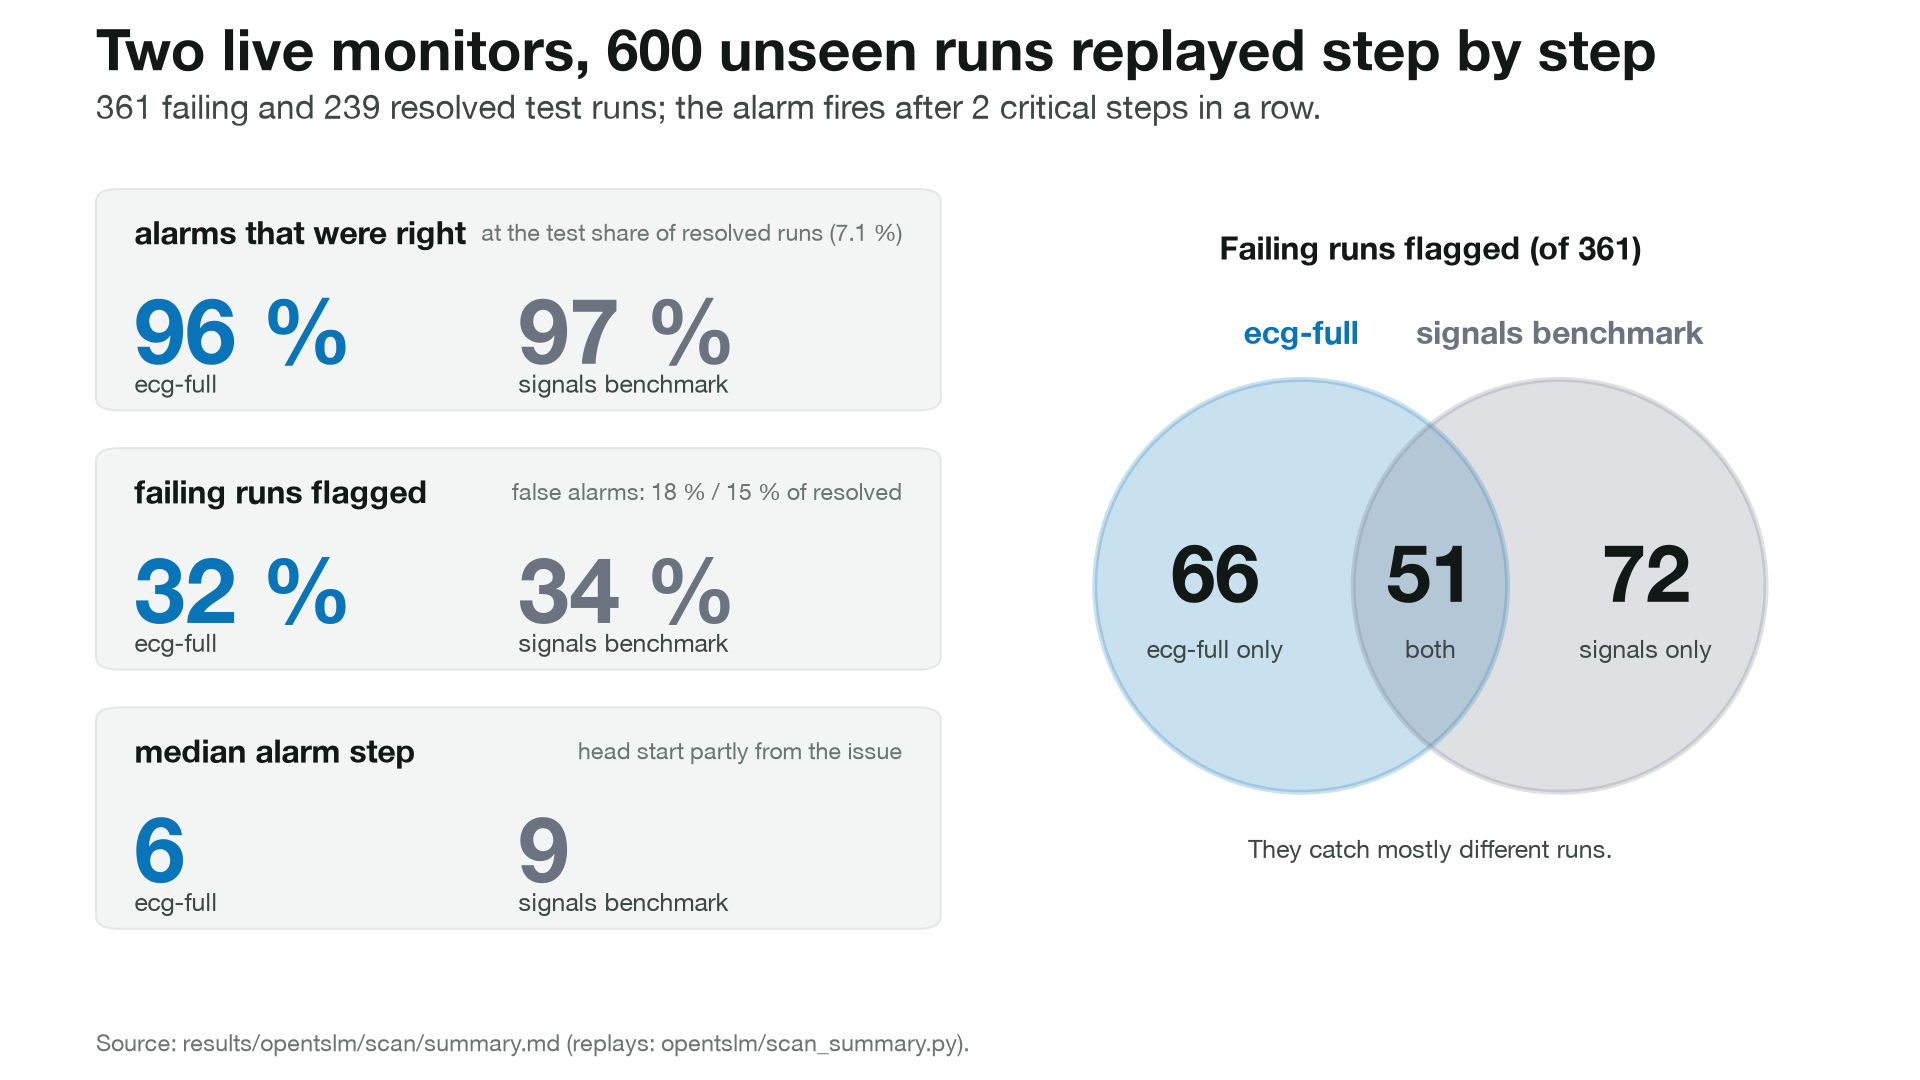 Two live monitors, 600 unseen runs replayed step by step
361 failing and 239 resolved test runs; the alarm fires after 2 critical steps in a row.
alarms that were right at the test share of resolved runs (7.1 %)
96 % 97 %
ecg-full signals benchmark
failing runs flagged false alarms: 18 % / 15 % of resolved
32 % 34 %
ecg-full signals benchmark
median alarm step head start partly from the issue
6 9
ecg-full signals benchmark
Failing runs flagged (of 361)
ecg-full signals benchmark
66 51 72
ecg-full only both signals only
They catch mostly different runs.
Source: results/opentslm/scan/summary.md (replays: opentslm/scan_summary.py).